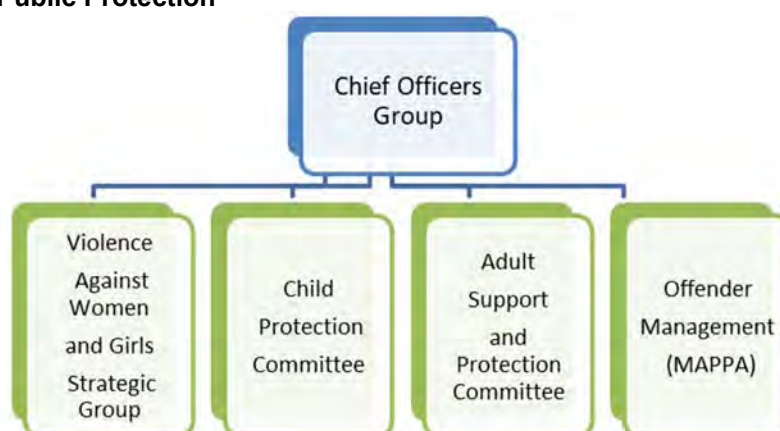 Public Protection
Chief Officers
Group
Violence
Against
Women
and Girls
Strategic
Group
Child
Protection
Committee
Adult
Support
and
Protection
Committee
Offender
Management
(MAPPA)